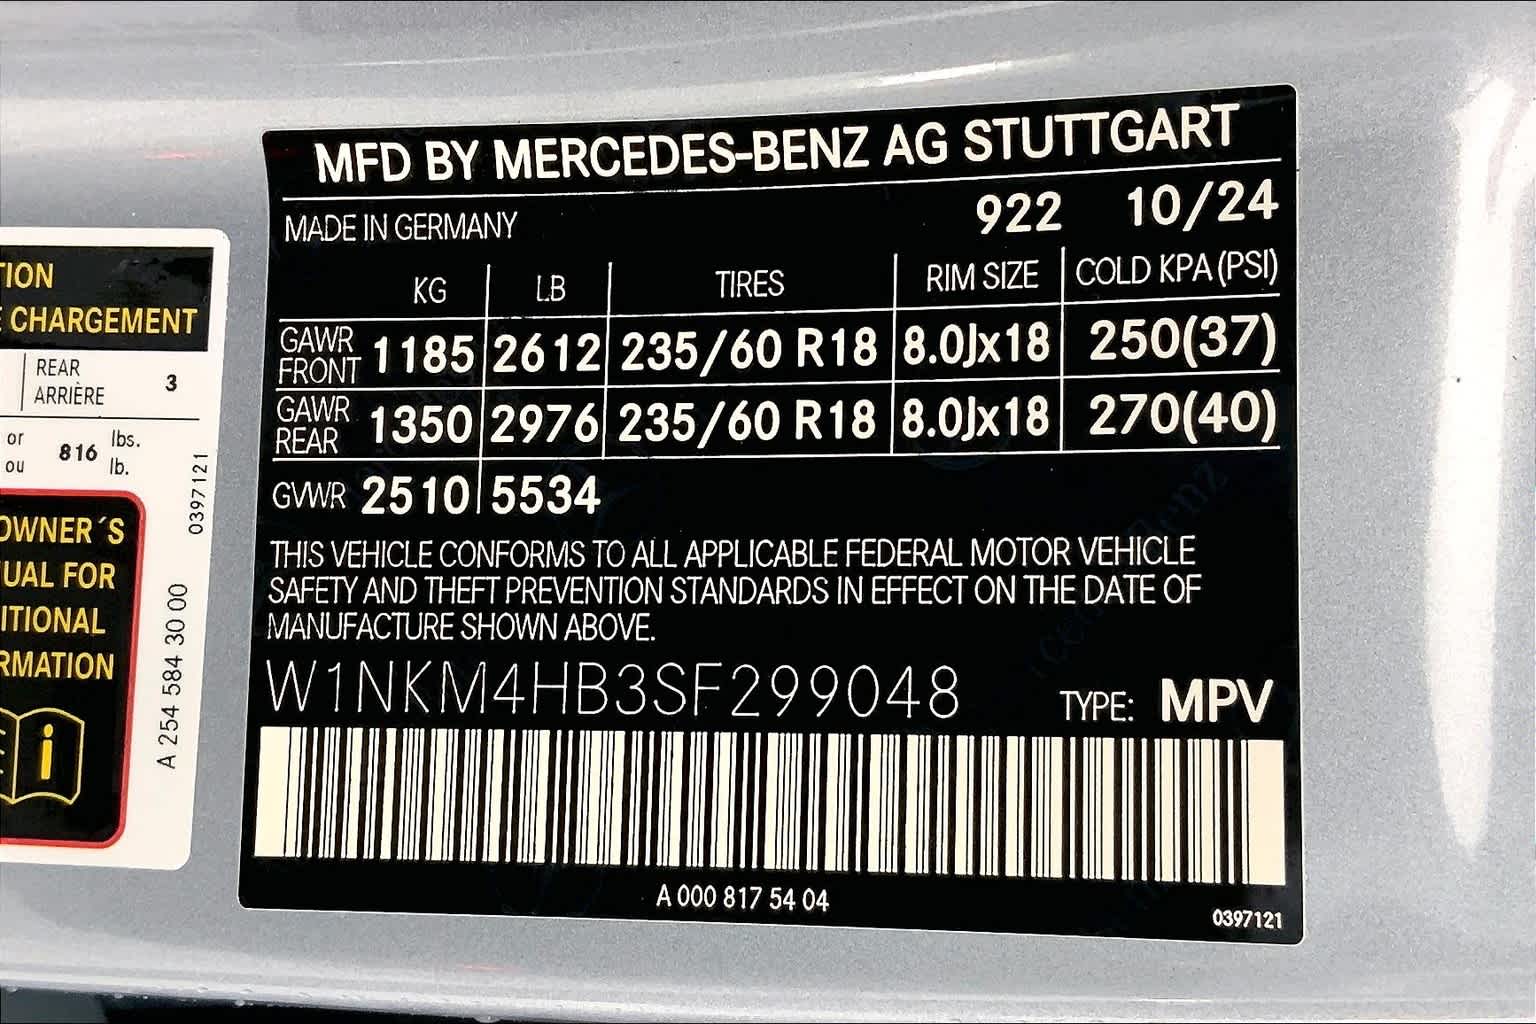 MFD BY MERCEDES-BENZ AG STUTTGART
MADE IN GERMANY 922 10/24
KG LB TIRES RIM SIZE COLD KPA (PSI)
GAWR FRONT 1185 2612 235/60 R18 8.0Jx18 250(37)
GAWR REAR 1350 2976 235/60 R18 8.0Jx18 270(40)
GVWR 2510 5534
THIS VEHICLE CONFORMS TO ALL APPLICABLE FEDERAL MOTOR VEHICLE
SAFETY AND THEFT PREVENTION STANDARDS IN EFFECT ON THE DATE OF
MANUFACTURE SHOWN ABOVE.
W1NKM4HB3SF299048 TYPE: MPV
A 000 817 54 04
0397121
TION
E CHARGEMENT
REAR
ARRIÈRE 3
or 816 lbs.
ou lb.
0397121
OWNER´S
UAL FOR
ITIONAL
RMATION
A 254 584 30 00